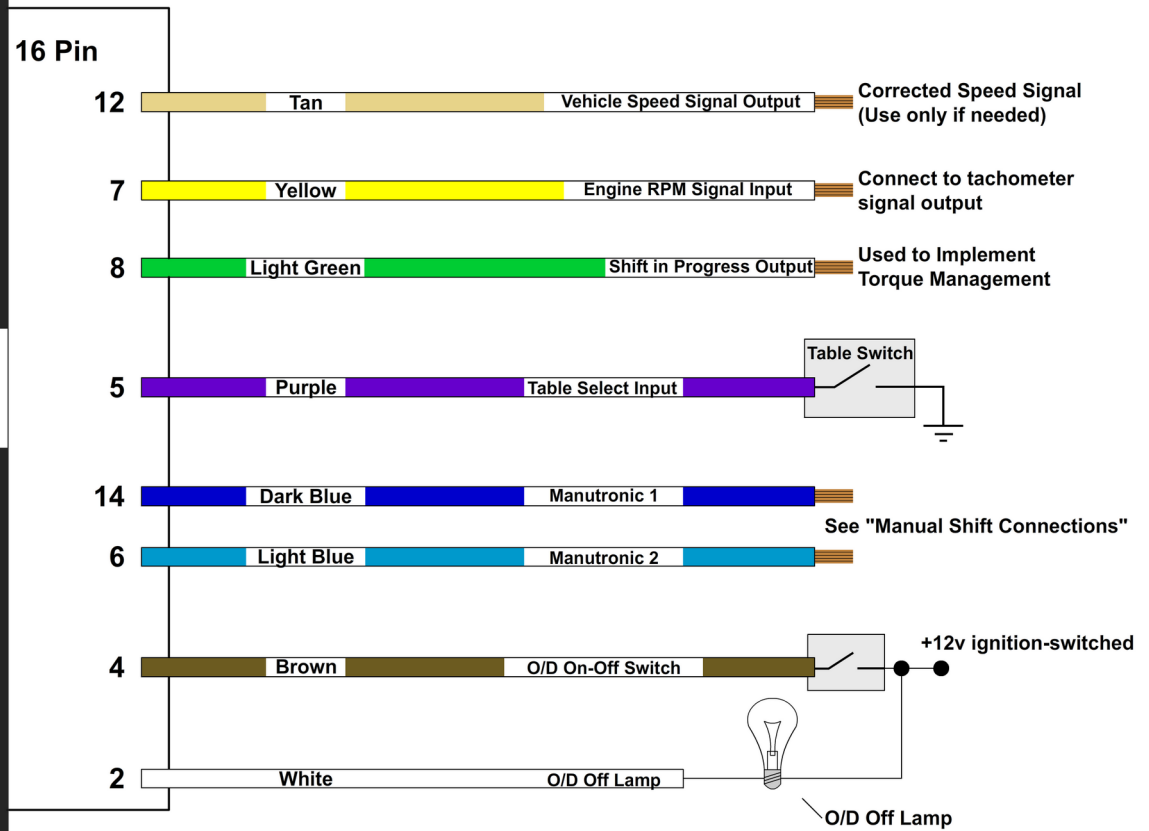 16 Pin
12
Tan
Vehicle Speed Signal Output
Corrected Speed Signal
(Use only if needed)
7
Yellow
Engine RPM Signal Input
Connect to tachometer
signal output
8
Light Green
Shift in Progress Output
Used to Implement
Torque Management
5
Purple
Table Select Input
Table Switch
14
Dark Blue
Manutronic 1
See "Manual Shift Connections"
6
Light Blue
Manutronic 2
4
Brown
O/D On-Off Switch
+12v ignition-switched
2
White
O/D Off Lamp
O/D Off Lamp